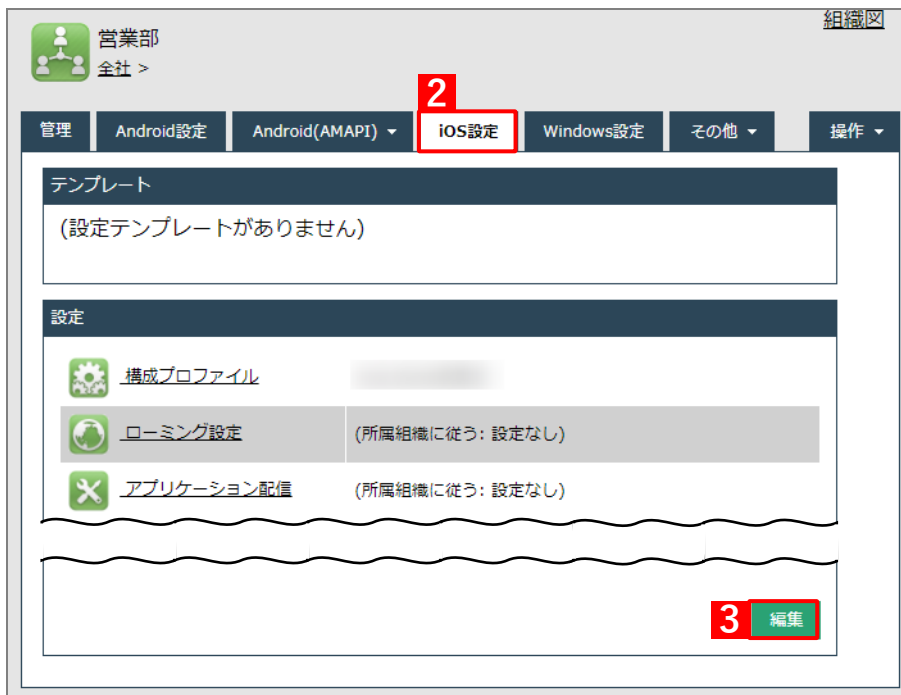 組織図
営業部
全社 >
2
管理 Android設定 Android(AMAPI) ▾ iOS設定 Windows設定 その他 ▾ 操作 ▾
テンプレート
(設定テンプレートがありません)
設定
構成プロファイル
ローミング設定 (所属組織に従う: 設定なし)
アプリケーション配信 (所属組織に従う: 設定なし)
3 編集